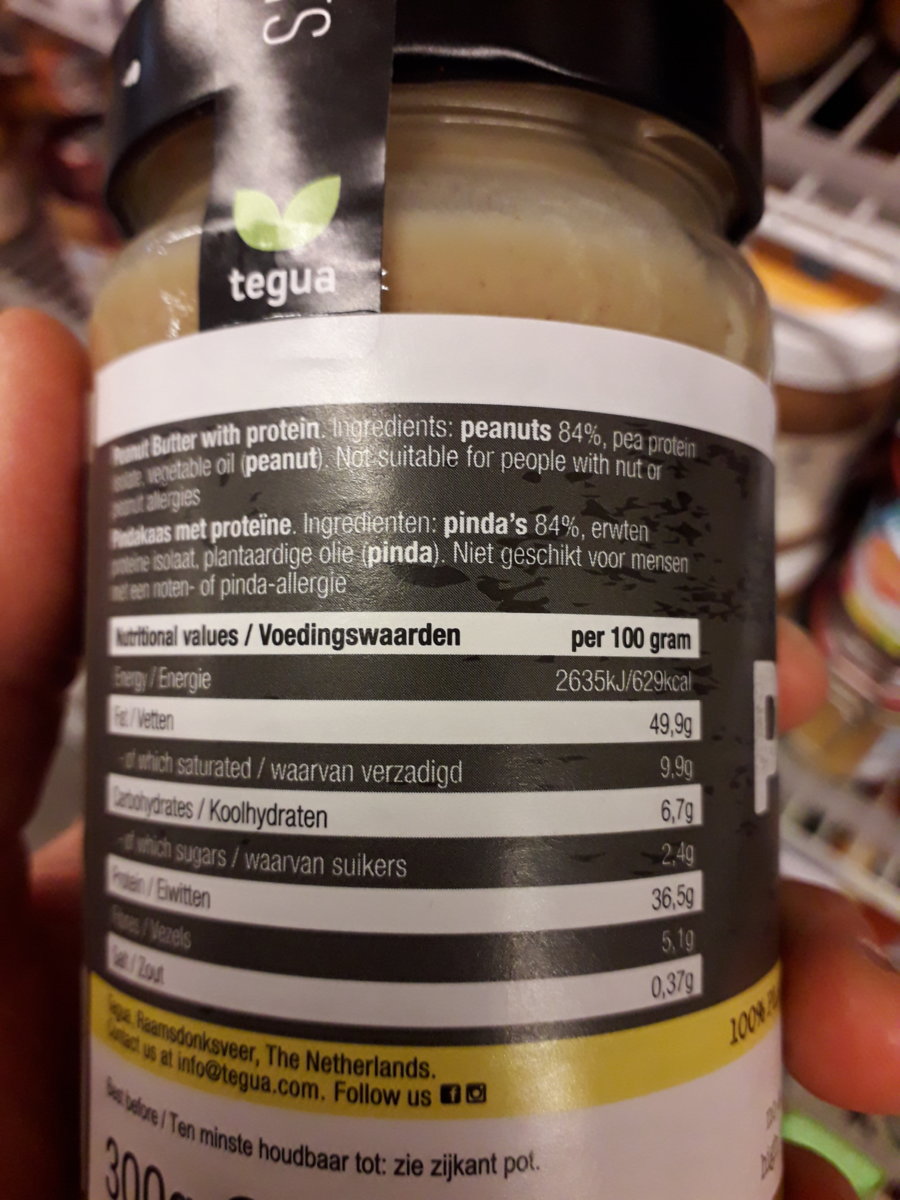 tegua
Peanut Butter with protein. Ingredients: peanuts 84%, pea protein
isolate, vegetable oil (peanut). Not suitable for people with nut or
peanut allergies
Pindakaas met proteïne. Ingrediënten: pinda's 84%, erwten
proteine isolaat, plantaardige olie (pinda). Niet geschikt voor mensen
met een noten- of pinda-allergie
Nutritional values / Voedingswaarden per 100 gram
Energy / Energie 2635kJ/629kcal
Fat / Vetten 49,9g
- of which saturated / waarvan verzadigd 9,9g
Carbohydrates / Koolhydraten 6,7g
- of which sugars / waarvan suikers 2,4g
Protein / Eiwitten 36,5g
Fibres / Vezels 5,1g
Salt / Zout 0,37g
Tegua, Raamsdonksveer, The Netherlands.
Contact us at info@tegua.com. Follow us
100%
Best before / Ten minste houdbaar tot: zie zijkant pot.
300g